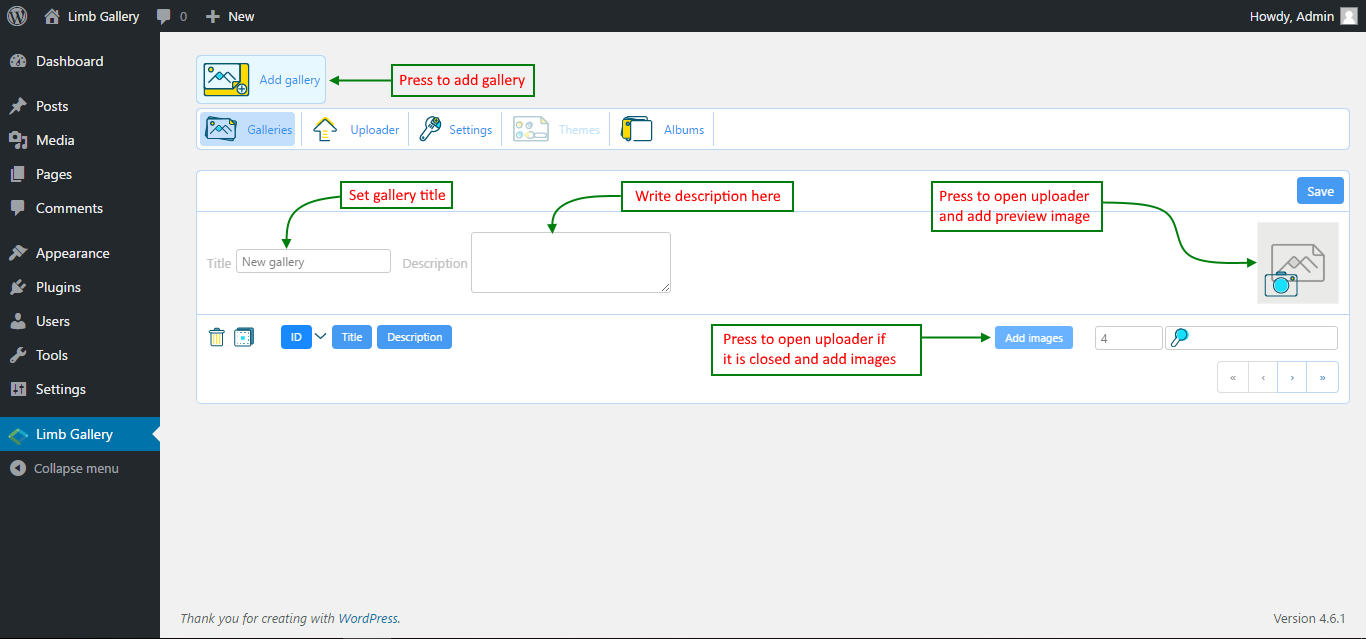 Limb Gallery
0
New
Howdy, Admin
Dashboard
Posts
Media
Pages
Comments
Appearance
Plugins
Users
Tools
Settings
Limb Gallery
Collapse menu
Add gallery
Press to add gallery
Galleries
Uploader
Settings
Themes
Albums
Set gallery title
Write description here
Press to open uploader
and add preview image
Save
Title
New gallery
Description
ID
Title
Description
Press to open uploader if
it is closed and add images
Add images
4
« ‹ › »
Thank you for creating with WordPress.
Version 4.6.1